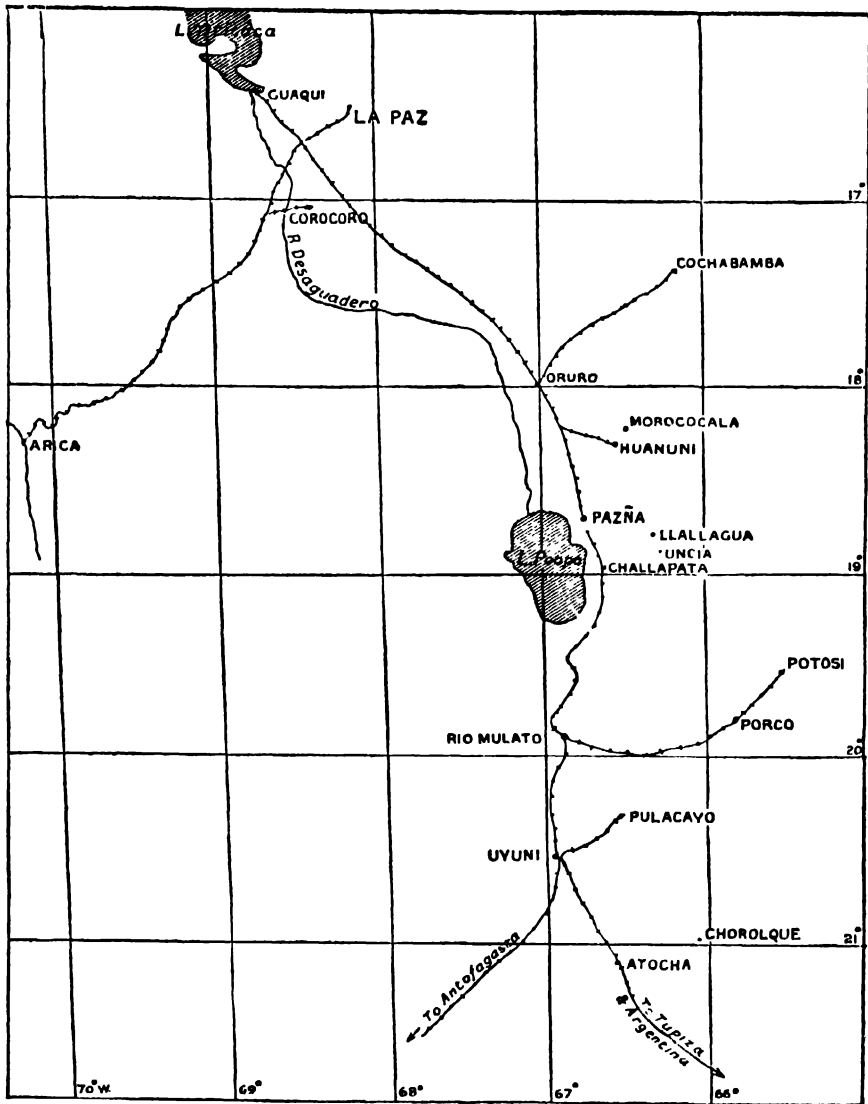 L. Titicaca
GUAQUI
LA PAZ
17°
COROCORO
R Desaguadero
COCHABAMBA
ORURO
18°
MOROCOCALA
HUANUNI
ARICA
PAZÑA
LLALLAGUA
UNCIA
L. Poopo
CHALLAPATA
19°
POTOSI
PORCO
RIO MULATO
20°
PULACAYO
UYUNI
CHOROLQUE
21°
ATOCHA
To Antofagasta
To Tupiza
& Argentina
70°W.
69°
68°
67°
66°